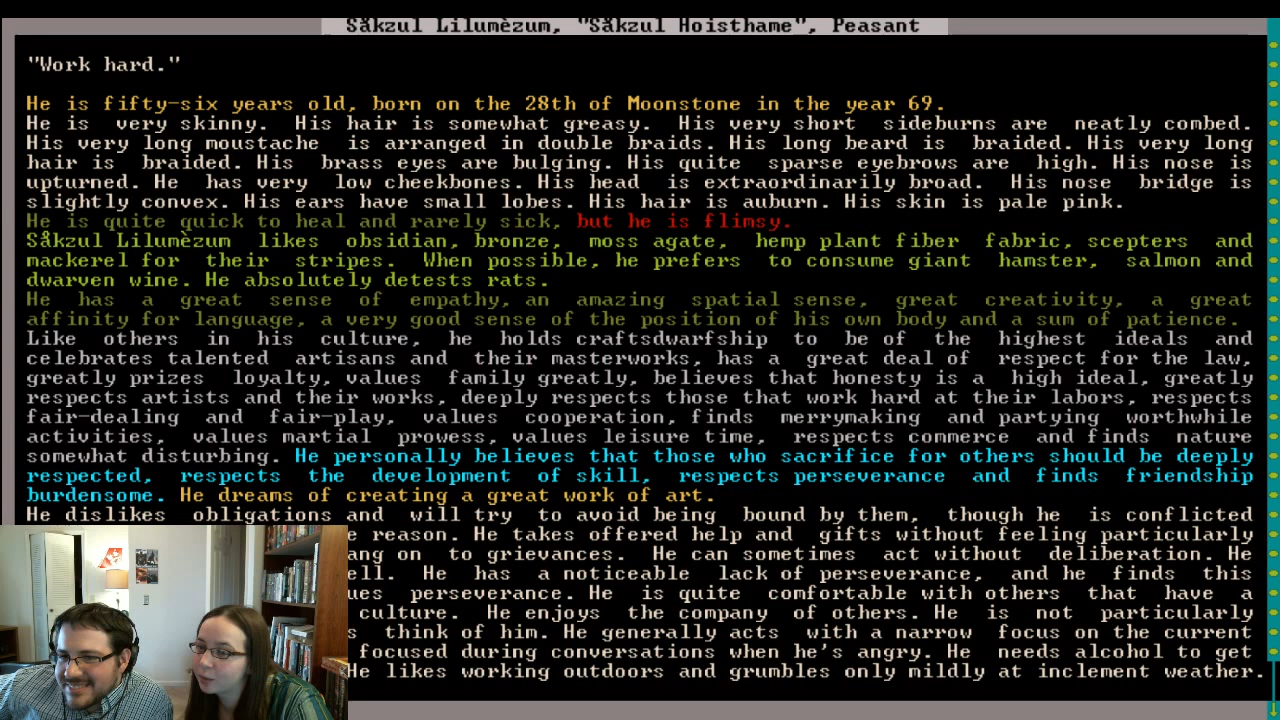 Såkzul Lilumèzum, "Såkzul Hoisthame", Peasant
"Work hard."
He is fifty-six years old, born on the 28th of Moonstone in the year 69.
He is very skinny. His hair is somewhat greasy. His very short sideburns are neatly combed.
His very long moustache is arranged in double braids. His long beard is braided. His very long
hair is braided. His brass eyes are bulging. His quite sparse eyebrows are high. His nose is
upturned. He has very low cheekbones. His head is extraordinarily broad. His nose bridge is
slightly convex. His ears have small lobes. His hair is auburn. His skin is pale pink.
He is quite quick to heal and rarely sick, but he is flimsy.
Såkzul Lilumèzum likes obsidian, bronze, moss agate, hemp plant fiber fabric, scepters and
mackerel for their stripes. When possible, he prefers to consume giant hamster, salmon and
dwarven wine. He absolutely detests rats.
He has a great sense of empathy, an amazing spatial sense, great creativity, a great
affinity for language, a very good sense of the position of his own body and a sum of patience.
Like others in his culture, he holds craftsdwarfship to be of the highest ideals and
celebrates talented artisans and their masterworks, has a great deal of respect for the law,
greatly prizes loyalty, values family greatly, believes that honesty is a high ideal, greatly
respects artists and their works, deeply respects those that work hard at their labors, respects
fair-dealing and fair-play, values cooperation, finds merrymaking and partying worthwhile
activities, values martial prowess, values leisure time, respects commerce and finds nature
somewhat disturbing. He personally believes that those who sacrifice for others should be deeply
respected, respects the development of skill, respects perseverance and finds friendship
burdensome. He dreams of creating a great work of art.
He dislikes obligations and will try to avoid being bound by them, though he is conflicted
e reason. He takes offered help and gifts without feeling particularly
ang on to grievances. He can sometimes act without deliberation. He
ell. He has a noticeable lack of perseverance, and he finds this
ues perseverance. He is quite comfortable with others that have a
culture. He enjoys the company of others. He is not particularly
s think of him. He generally acts with a narrow focus on the current
focused during conversations when he's angry. He needs alcohol to get
He likes working outdoors and grumbles only mildly at inclement weather.